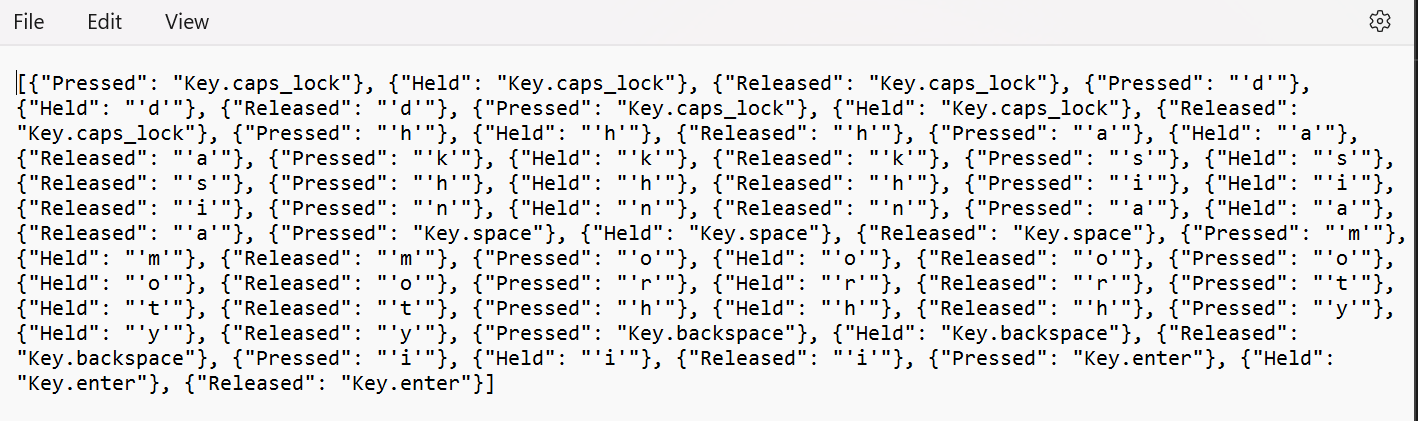 File Edit View
[{"Pressed": "Key.caps_lock"}, {"Held": "Key.caps_lock"}, {"Released": "Key.caps_lock"}, {"Pressed": "'d'"},
{"Held": "'d'"}, {"Released": "'d'"}, {"Pressed": "Key.caps_lock"}, {"Held": "Key.caps_lock"}, {"Released":
"Key.caps_lock"}, {"Pressed": "'h'"}, {"Held": "'h'"}, {"Released": "'h'"}, {"Pressed": "'a'"}, {"Held": "'a'"},
{"Released": "'a'"}, {"Pressed": "'k'"}, {"Held": "'k'"}, {"Released": "'k'"}, {"Pressed": "'s'"}, {"Held": "'s'"},
{"Released": "'s'"}, {"Pressed": "'h'"}, {"Held": "'h'"}, {"Released": "'h'"}, {"Pressed": "'i'"}, {"Held": "'i'"},
{"Released": "'i'"}, {"Pressed": "'n'"}, {"Held": "'n'"}, {"Released": "'n'"}, {"Pressed": "'a'"}, {"Held": "'a'"},
{"Released": "'a'"}, {"Pressed": "Key.space"}, {"Held": "Key.space"}, {"Released": "Key.space"}, {"Pressed": "'m'"},
{"Held": "'m'"}, {"Released": "'m'"}, {"Pressed": "'o'"}, {"Held": "'o'"}, {"Released": "'o'"}, {"Pressed": "'o'"},
{"Held": "'o'"}, {"Released": "'o'"}, {"Pressed": "'r'"}, {"Held": "'r'"}, {"Released": "'r'"}, {"Pressed": "'t'"},
{"Held": "'t'"}, {"Released": "'t'"}, {"Pressed": "'h'"}, {"Held": "'h'"}, {"Released": "'h'"}, {"Pressed": "'y'"},
{"Held": "'y'"}, {"Released": "'y'"}, {"Pressed": "Key.backspace"}, {"Held": "Key.backspace"}, {"Released":
"Key.backspace"}, {"Pressed": "'i'"}, {"Held": "'i'"}, {"Released": "'i'"}, {"Pressed": "Key.enter"}, {"Held":
"Key.enter"}, {"Released": "Key.enter"}]